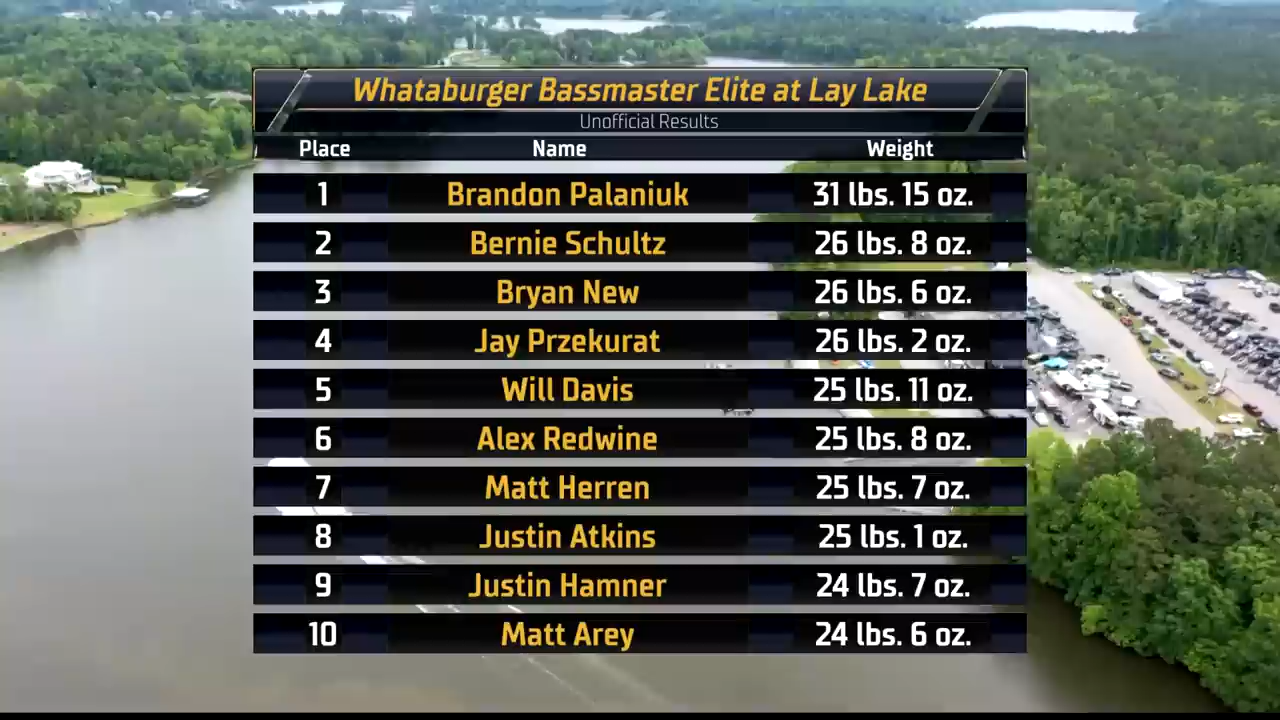 Whataburger Bassmaster Elite at Lay Lake
Unofficial Results
Place Name Weight
1 Brandon Palaniuk 31 lbs. 15 oz.
2 Bernie Schultz 26 lbs. 8 oz.
3 Bryan New 26 lbs. 6 oz.
4 Jay Przekurat 26 lbs. 2 oz.
5 Will Davis 25 lbs. 11 oz.
6 Alex Redwine 25 lbs. 8 oz.
7 Matt Herren 25 lbs. 7 oz.
8 Justin Atkins 25 lbs. 1 oz.
9 Justin Hamner 24 lbs. 7 oz.
10 Matt Arey 24 lbs. 6 oz.